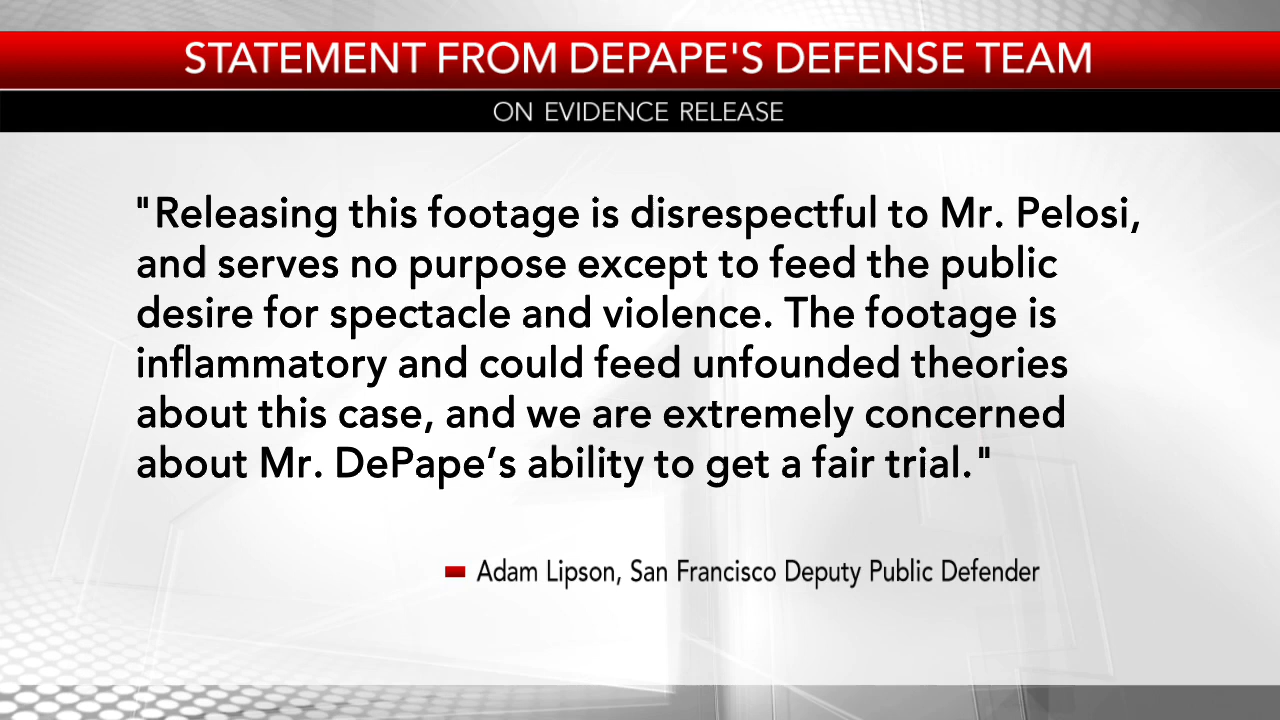 STATEMENT FROM DEPAPE'S DEFENSE TEAM
ON EVIDENCE RELEASE
"Releasing this footage is disrespectful to Mr. Pelosi,
and serves no purpose except to feed the public
desire for spectacle and violence. The footage is
inflammatory and could feed unfounded theories
about this case, and we are extremely concerned
about Mr. DePape’s ability to get a fair trial."
Adam Lipson, San Francisco Deputy Public Defender